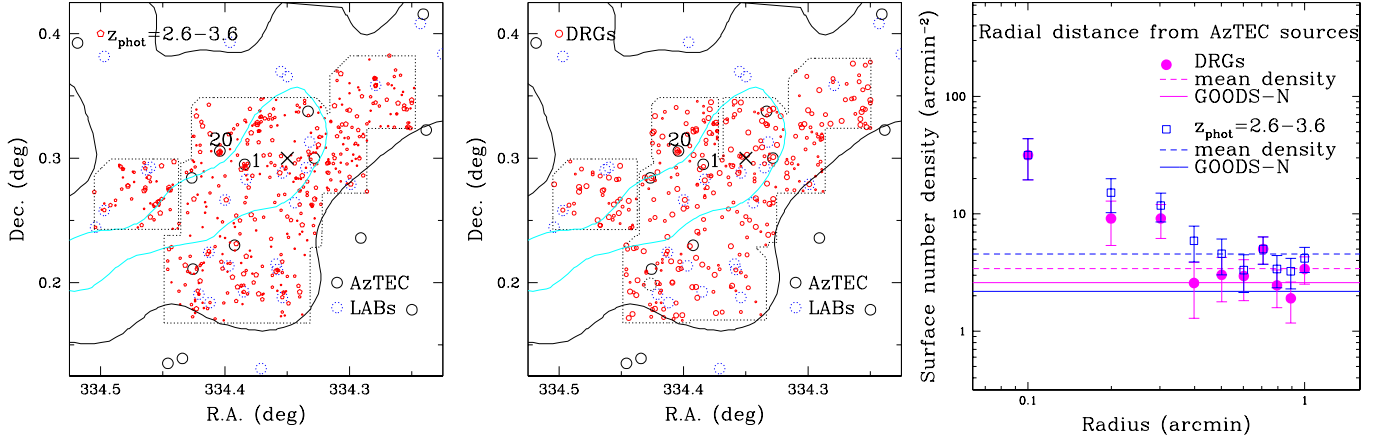 z_phot=2.6−3.6
20
1
AzTEC
LABs
0.4
0.3
0.2
334.5
334.4
334.3
R.A. (deg)
Dec. (deg)
DRGs
20
1
AzTEC
LABs
0.4
0.3
0.2
334.5
334.4
334.3
R.A. (deg)
Dec. (deg)
Radial distance from AzTEC sources
DRGs
mean density
GOODS−N
z_phot=2.6−3.6
mean density
GOODS−N
100
10
1
0.1
1
Radius (arcmin)
Surface number density (arcmin⁻²)